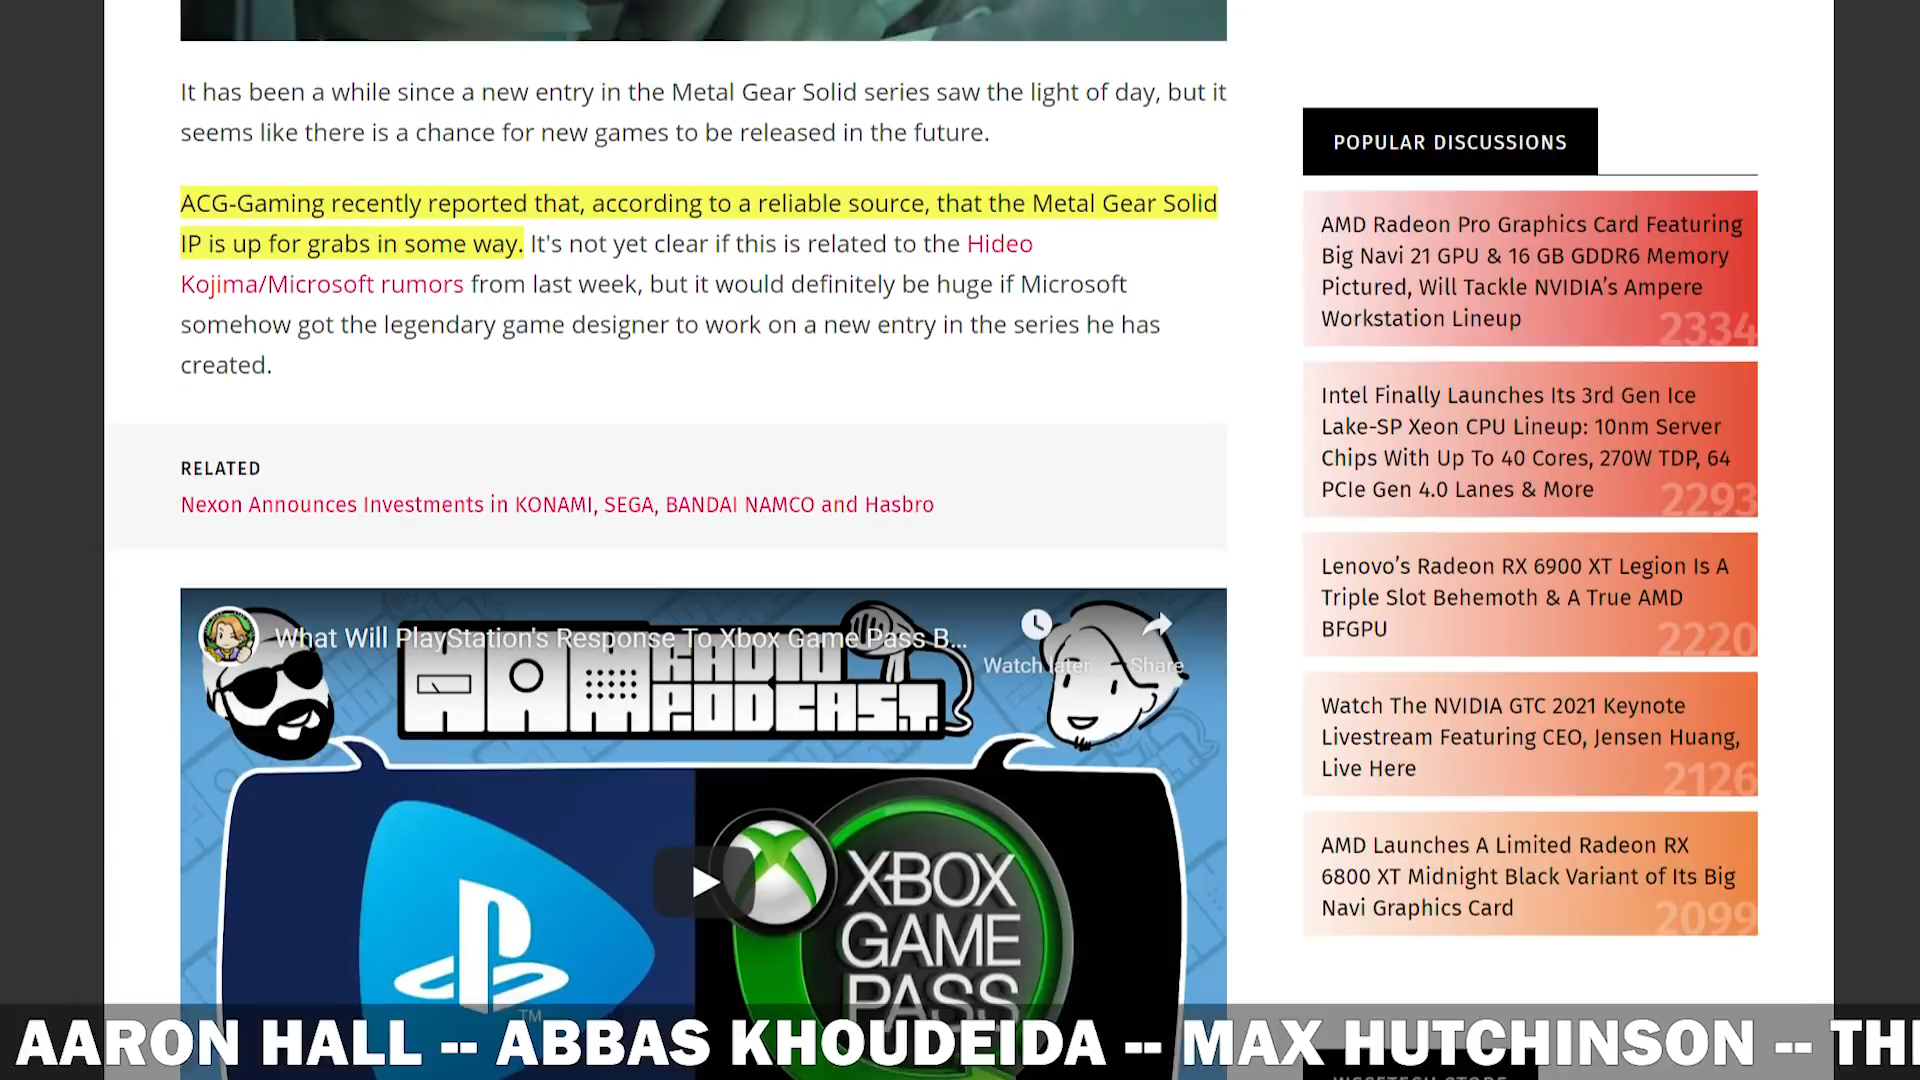 It has been a while since a new entry in the Metal Gear Solid series saw the light of day, but it
seems like there is a chance for new games to be released in the future.
ACG-Gaming recently reported that, according to a reliable source, that the Metal Gear Solid
IP is up for grabs in some way. It's not yet clear if this is related to the Hideo
Kojima/Microsoft rumors from last week, but it would definitely be huge if Microsoft
somehow got the legendary game designer to work on a new entry in the series he has
created.
RELATED
Nexon Announces Investments in KONAMI, SEGA, BANDAI NAMCO and Hasbro
What Will PlayStation's Response To Xbox Game Pass B...
Watch later
Share
RADIO
PODCAST
XBOX
GAME
PASS
TM
POPULAR DISCUSSIONS
AMD Radeon Pro Graphics Card Featuring
Big Navi 21 GPU & 16 GB GDDR6 Memory
Pictured, Will Tackle NVIDIA's Ampere
Workstation Lineup
2334
Intel Finally Launches Its 3rd Gen Ice
Lake-SP Xeon CPU Lineup: 10nm Server
Chips With Up To 40 Cores, 270W TDP, 64
PCIe Gen 4.0 Lanes & More
2293
Lenovo’s Radeon RX 6900 XT Legion Is A
Triple Slot Behemoth & A True AMD
BFGPU
2220
Watch The NVIDIA GTC 2021 Keynote
Livestream Featuring CEO, Jensen Huang,
Live Here
2126
AMD Launches A Limited Radeon RX
6800 XT Midnight Black Variant of Its Big
Navi Graphics Card
2099
AARON HALL -- ABBAS KHOUDEIDA -- MAX HUTCHINSON -- TH